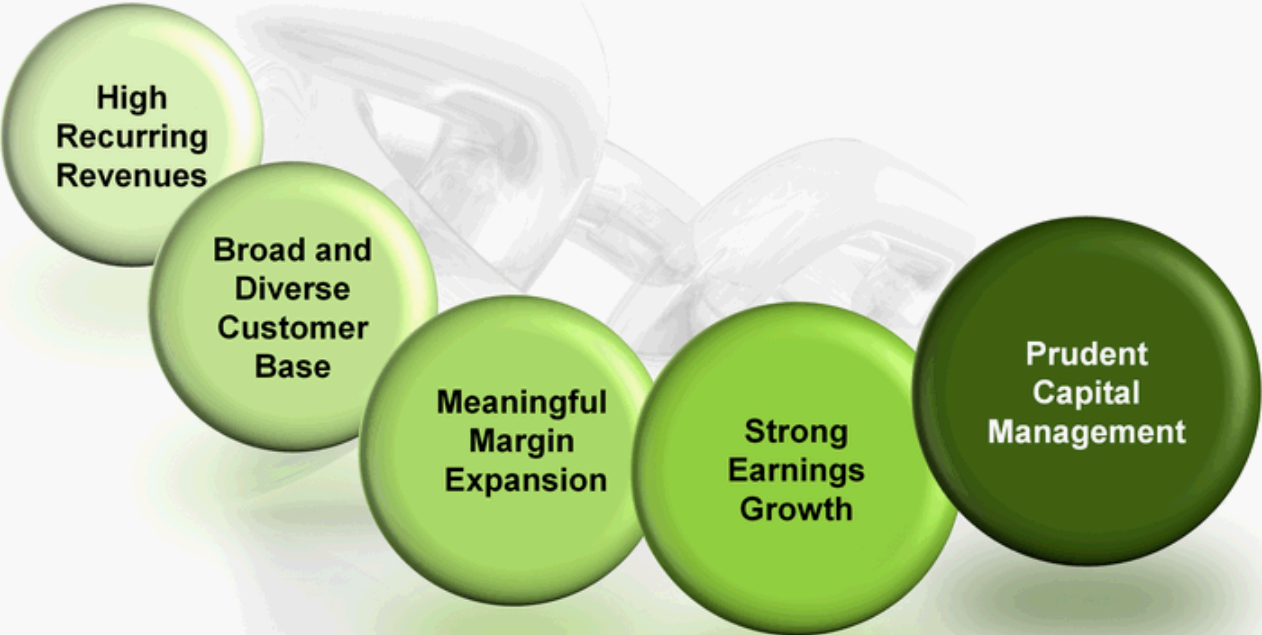 High
Recurring
Revenues
Broad and
Diverse
Customer
Base
Meaningful
Margin
Expansion
Strong
Earnings
Growth
Prudent
Capital
Management